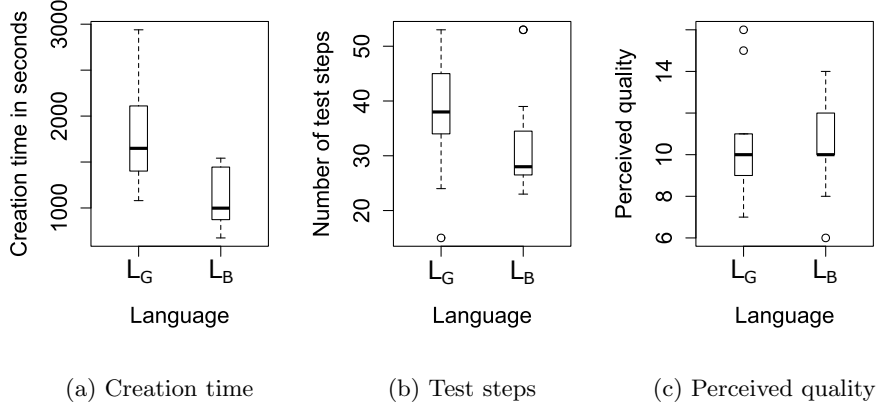 Creation time in seconds
1000 2000 3000
L_G L_B
Language
(a) Creation time
Number of test steps
20 30 40 50
L_G L_B
Language
(b) Test steps
Perceived quality
6 8 10 14
L_G L_B
Language
(c) Perceived quality